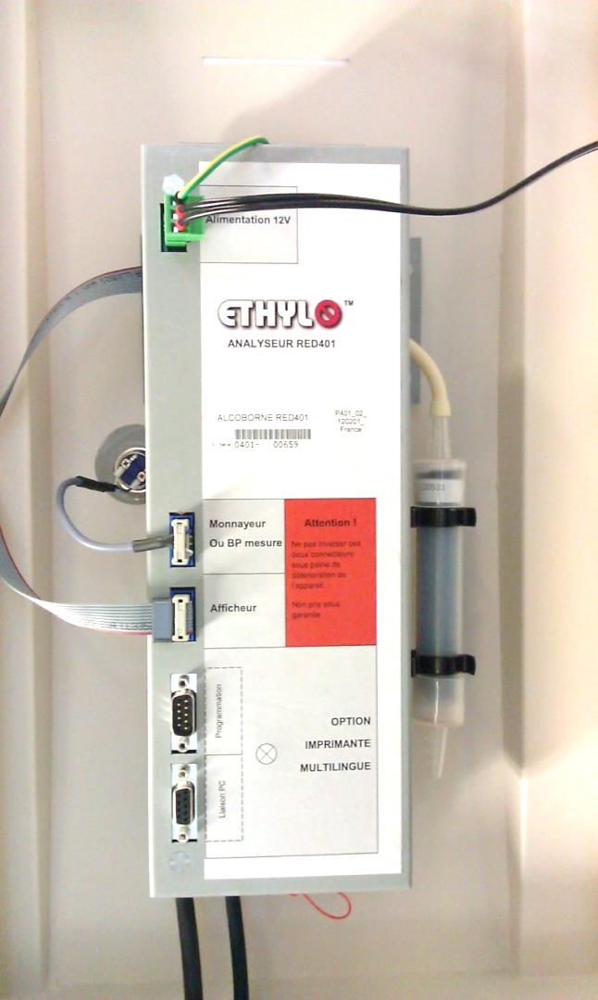 Alimentation 12V
ETHYLO™
ANALYSEUR RED401
ALCOBORNE RED401
P401_02_
120201_
France
0401- 00659
Monnayeur
Ou BP mesure
Attention !
Ne pas inverser ces
deux connecteurs
sous peine de
détérioration de
l'appareil.
Non pris sous
garantie
Afficheur
Programmation
Liaison PC
OPTION
IMPRIMANTE
MULTILINGUE